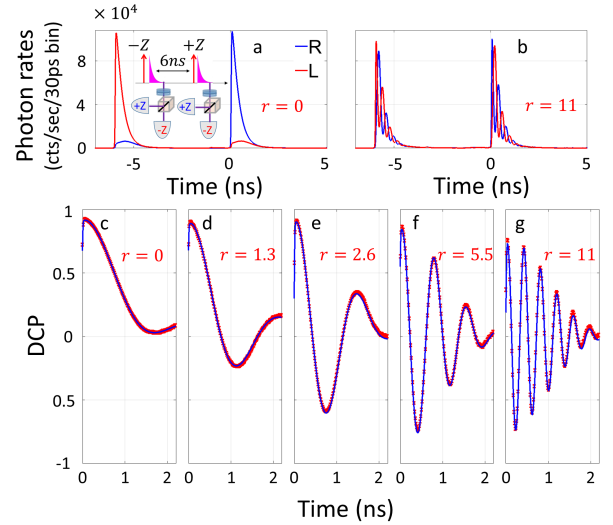 × 10⁴
Photon rates
(cts/sec/30ps bin)
10
8
4
0
−Z
+Z
6ns
+Z
-Z
+Z
-Z
a
R
L
r = 0
b
r = 11
-5
0
5
-5
0
5
Time (ns)
Time (ns)
DCP
1
0.5
0
0.5
-1
c
r = 0
d
r = 1.3
e
r = 2.6
f
r = 5.5
g
r = 11
0
1
2
0
1
2
0
1
2
0
1
2
0
1
2
Time (ns)